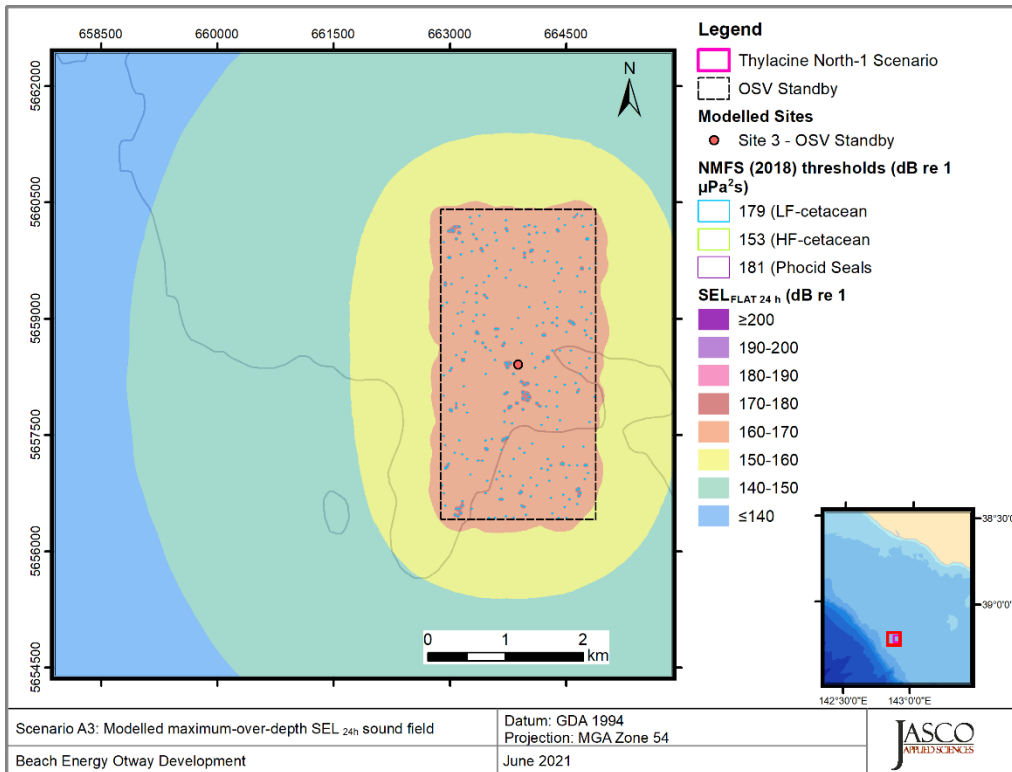 658500 660000 661500 663000 664500
5662000
5660500
5659000
5657500
5656000
5654500
N
0 1 2
km
Legend
Thylacine North-1 Scenario
OSV Standby
Modelled Sites
Site 3 - OSV Standby
NMFS (2018) thresholds (dB re 1
µPa²s)
179 (LF-cetacean
153 (HF-cetacean
181 (Phocid Seals
SEL FLAT 24 h (dB re 1
≥200
190-200
180-190
170-180
160-170
150-160
140-150
≤140
38°30'
39°0'0"
142°30'0"E 143°0'0"E
Scenario A3: Modelled maximum-over-depth SEL 24h sound field
Datum: GDA 1994
Projection: MGA Zone 54
Beach Energy Otway Development
June 2021
JASCO
APPLIED SCIENCES